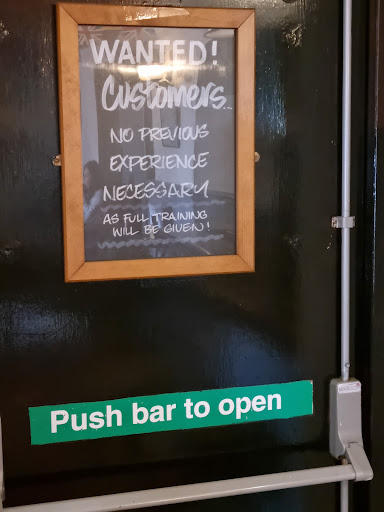 WANTED!
Customers...
NO PREVIOUS
EXPERIENCE
NECESSARY
AS FULL TRAINING
WILL BE GIVEN!
Push bar to open